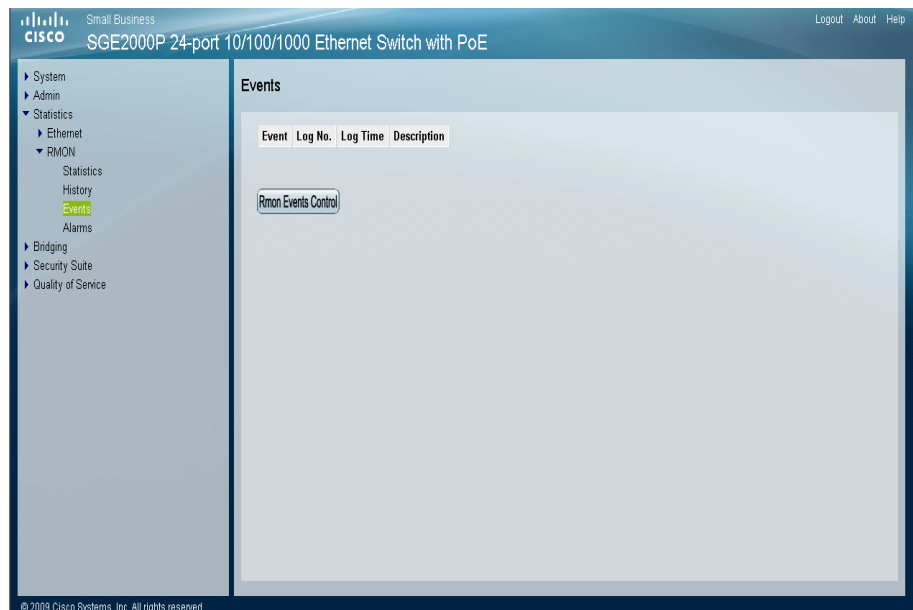 Small Business
CISCO
SGE2000P 24-port 10/100/1000 Ethernet Switch with PoE
Logout About Help
System
Admin
Statistics
Ethernet
RMON
Statistics
History
Events
Alarms
Bridging
Security Suite
Quality of Service
Events
Event Log No. Log Time Description
Rmon Events Control
© 2009 Cisco Systems, Inc. All rights reserved.